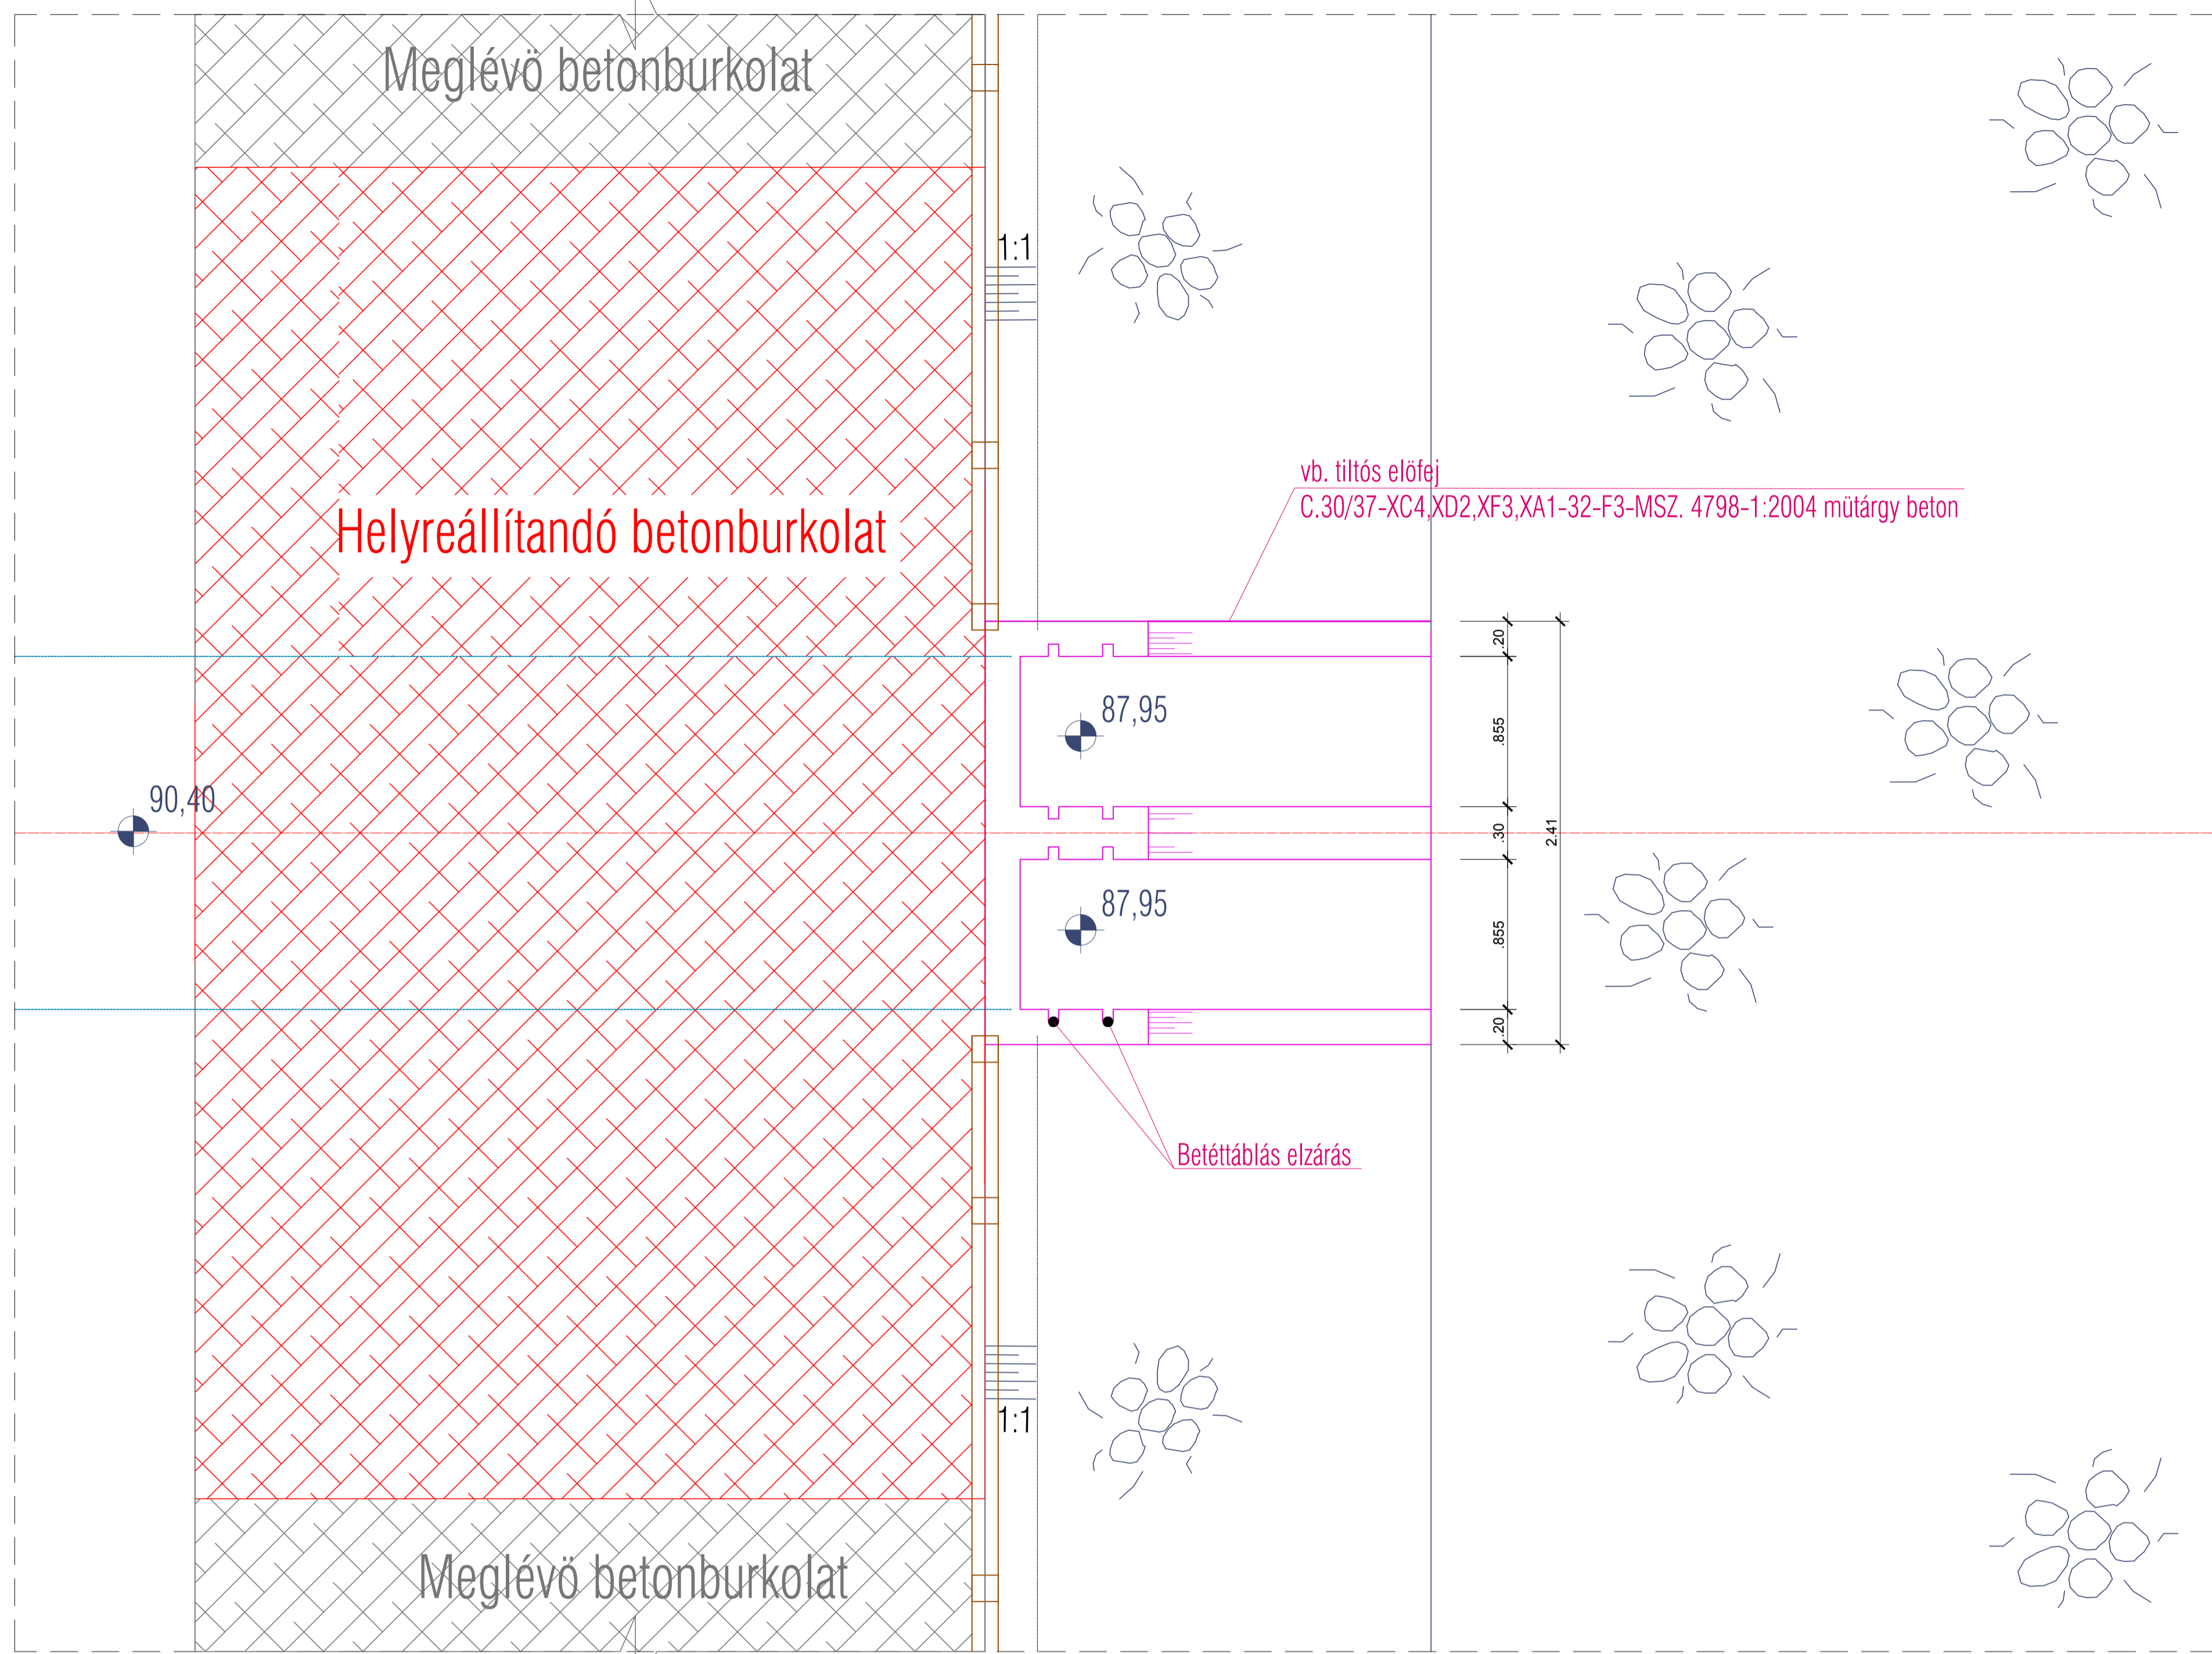 Meglévö betonburkolat
1:1
vb. tiltós elöfej
C.30/37-XC4,XD2,XF3,XA1-32-F3-MSZ. 4798-1:2004 mütárgy beton
Helyreállítandó betonburkolat
.20
87,95
.855
90,40
.30
2.41
87,95
.855
.20
Betéttáblás elzárás
1:1
Meglévö betonburkolat